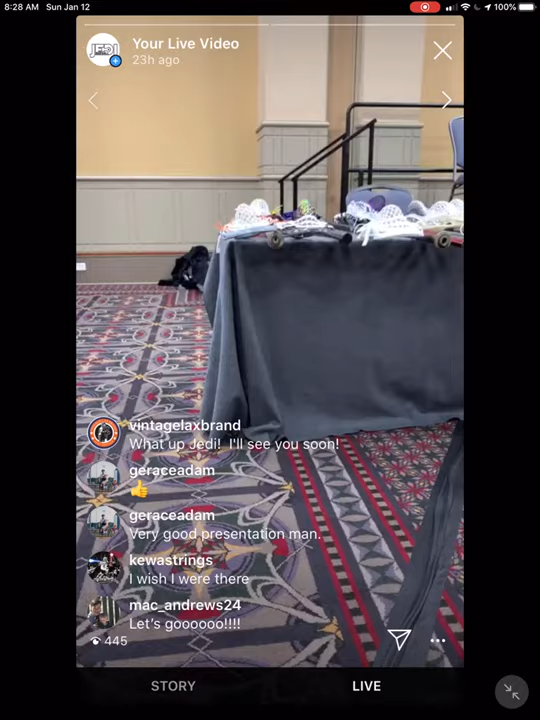 8:28 AM Sun Jan 12
100%
JEDI
Your Live Video
23h ago
vintagelaxbrand
What up Jedi! I'll see you soon!
geraceadam
👍
geraceadam
Very good presentation man.
kewastrings
I wish I were there
mac_andrews24
Let's goooooo!!!!
445
STORY
LIVE